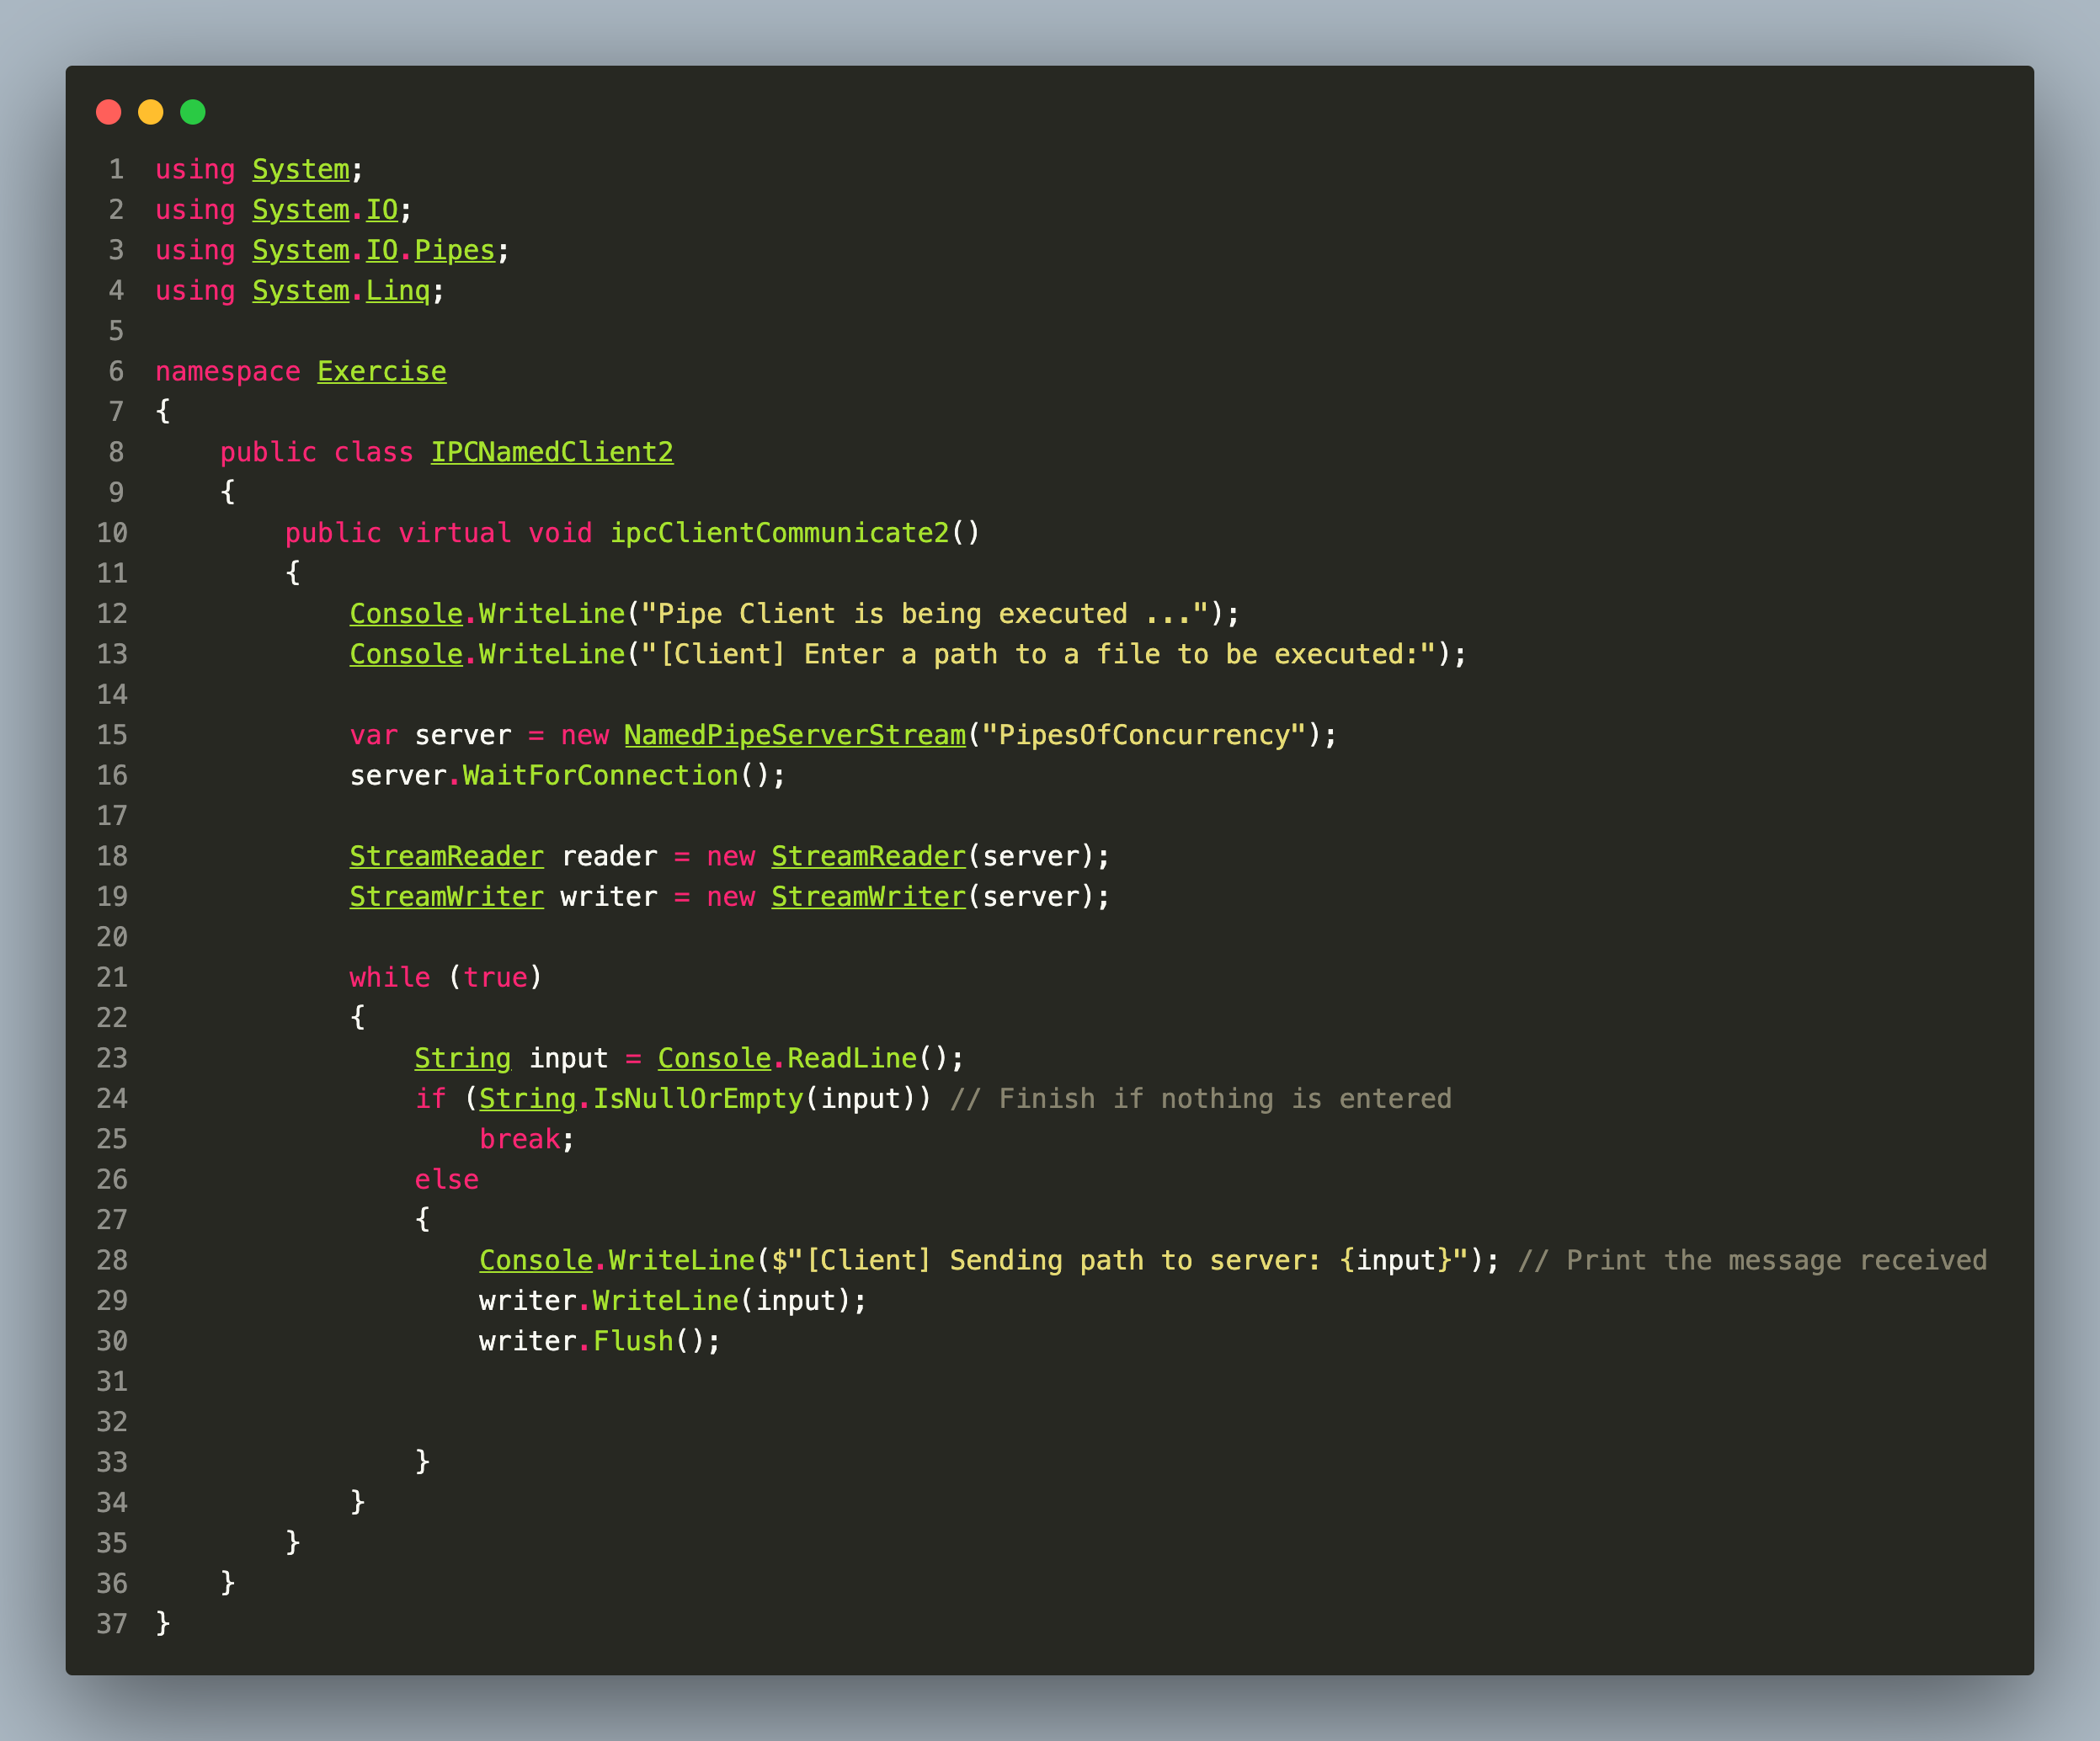 1 using System;
2 using System.IO;
3 using System.IO.Pipes;
4 using System.Linq;
5
6 namespace Exercise
7 {
8     public class IPCNamedClient2
9     {
10         public virtual void ipcClientCommunicate2()
11         {
12             Console.WriteLine("Pipe Client is being executed ...");
13             Console.WriteLine("[Client] Enter a path to a file to be executed:");
14
15             var server = new NamedPipeServerStream("PipesOfConcurrency");
16             server.WaitForConnection();
17
18             StreamReader reader = new StreamReader(server);
19             StreamWriter writer = new StreamWriter(server);
20
21             while (true)
22             {
23                 String input = Console.ReadLine();
24                 if (String.IsNullOrEmpty(input)) // Finish if nothing is entered
25                     break;
26                 else
27                 {
28                     Console.WriteLine($"[Client] Sending path to server: {input}"); // Print the message received
29                     writer.WriteLine(input);
30                     writer.Flush();
31
32
33                 }
34             }
35         }
36     }
37 }